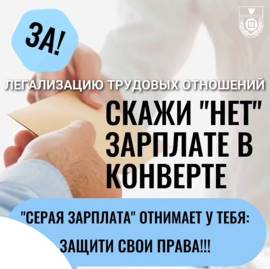 ЗА!
ЛЕГАЛИЗАЦИЮ ТРУДОВЫХ ОТНОШЕНИЙ
СКАЖИ "НЕТ"
ЗАРПЛАТЕ В
КОНВЕРТЕ
"СЕРАЯ ЗАРПЛАТА" ОТНИМАЕТ У ТЕБЯ:
ЗАЩИТИ СВОИ ПРАВА!!!